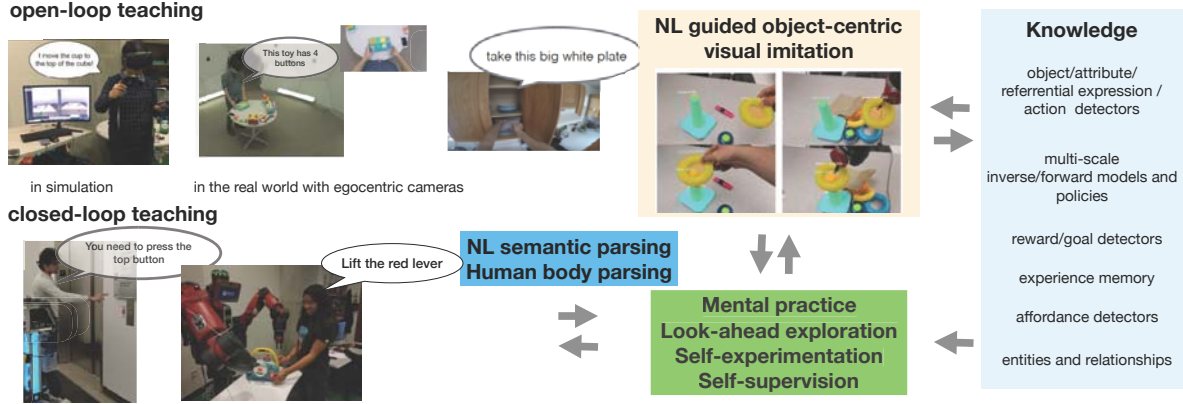 open-loop teaching
I move the cup to
the top of the cube!
This toy has 4
buttons
take this big white plate
in simulation
in the real world with egocentric cameras
closed-loop teaching
You need to press the
top button
Lift the red lever
NL semantic parsing
Human body parsing
NL guided object-centric
visual imitation
Mental practice
Look-ahead exploration
Self-experimentation
Self-supervision
Knowledge
object/attribute/
referrential expression /
action detectors
multi-scale
inverse/forward models and
policies
reward/goal detectors
experience memory
affordance detectors
entities and relationships